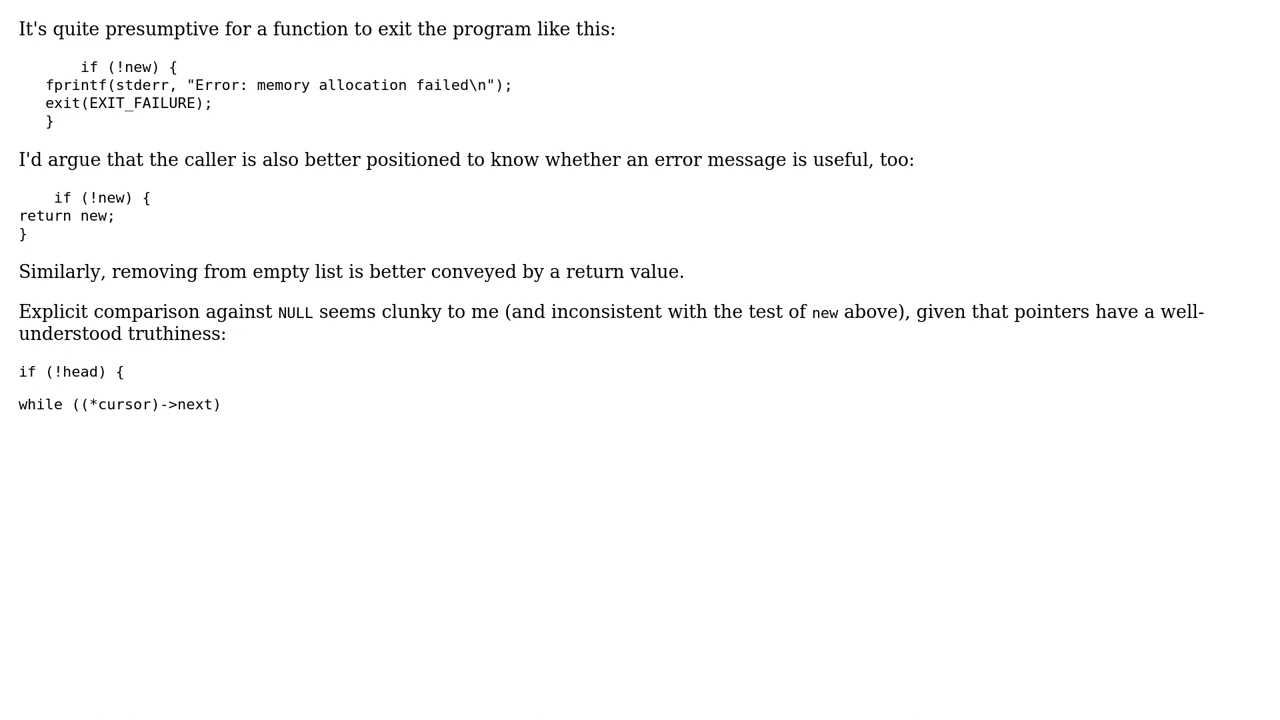 It's quite presumptive for a function to exit the program like this:
        if (!new) {
    fprintf(stderr, "Error: memory allocation failed\n");
    exit(EXIT_FAILURE);
    }
I'd argue that the caller is also better positioned to know whether an error message is useful, too:
    if (!new) {
return new;
}
Similarly, removing from empty list is better conveyed by a return value.
Explicit comparison against NULL seems clunky to me (and inconsistent with the test of new above), given that pointers have a well-
understood truthiness:
if (!head) {
while ((*cursor)->next)